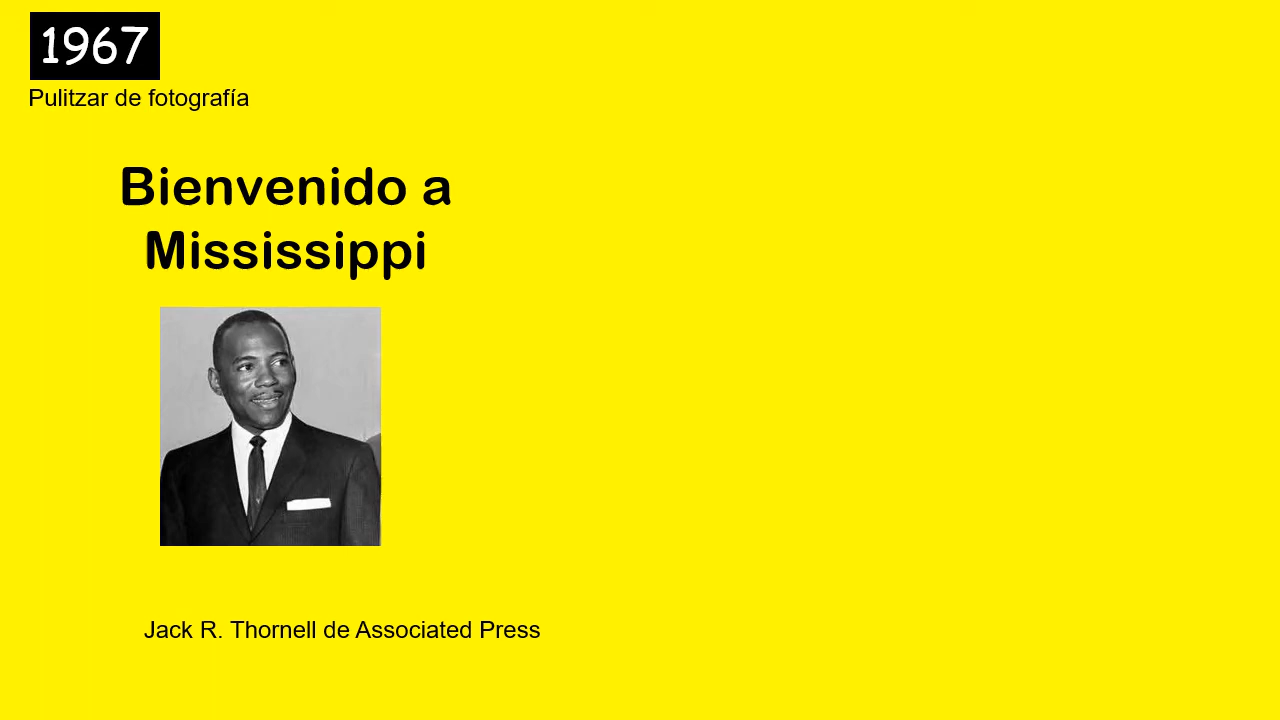 1967
Pulitzar de fotografía
Bienvenido a
Mississippi
Jack R. Thornell de Associated Press